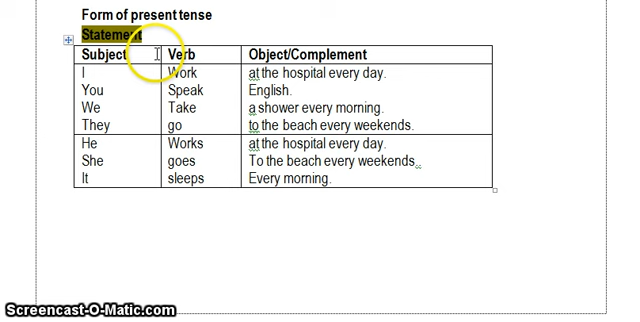 Form of present tense
Statement
Subject Verb Object/Complement
I Work at the hospital every day.
You Speak English.
We Take a shower every morning.
They go to the beach every weekends.
He Works at the hospital every day.
She goes To the beach every weekends
It sleeps Every morning.
Screencast-O-Matic.com